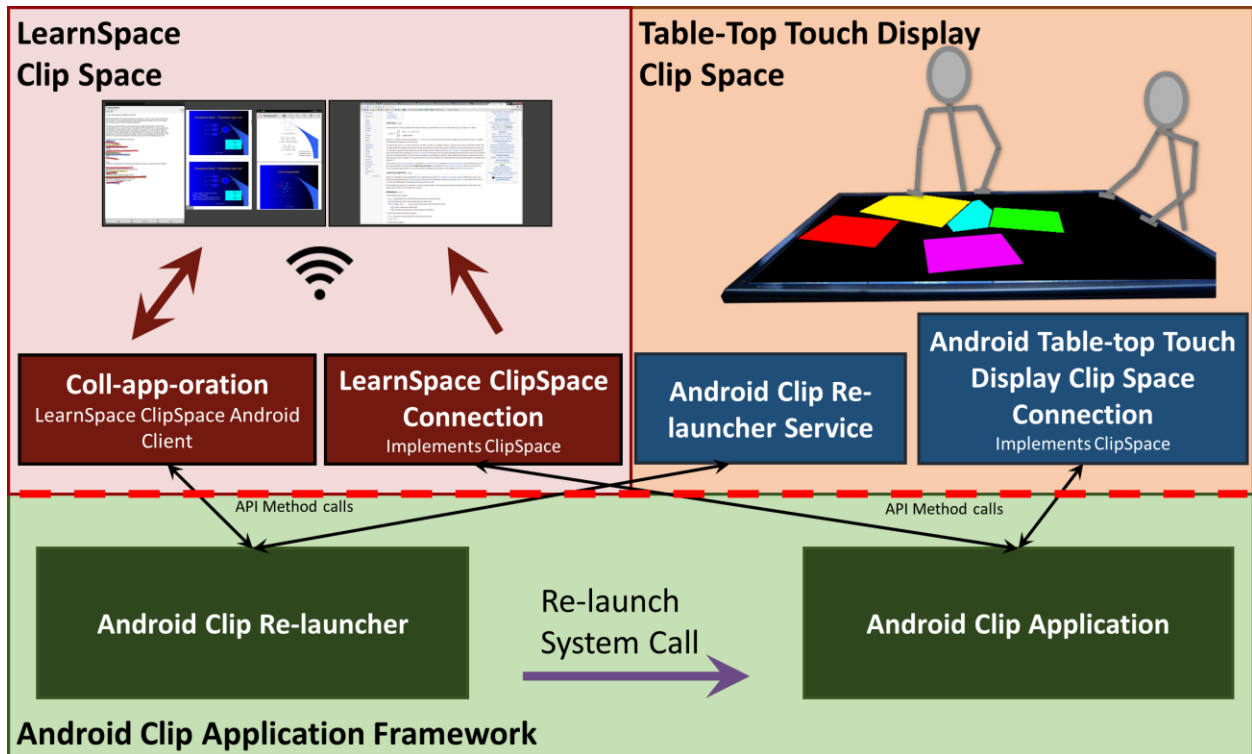 LearnSpace
Clip Space
Table-Top Touch Display
Clip Space
Coll-app-oration
LearnSpace ClipSpace Android
Client
LearnSpace ClipSpace
Connection
Implements ClipSpace
Android Clip Re-
launcher Service
Android Table-top Touch
Display Clip Space
Connection
Implements ClipSpace
API Method calls
API Method calls
Android Clip Re-launcher
Re-launch
System Call
Android Clip Application
Android Clip Application Framework